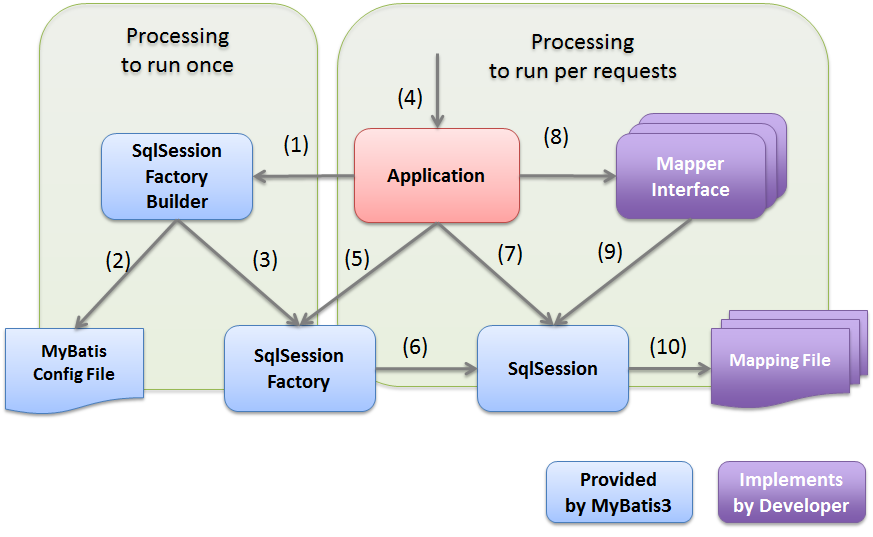 Processing
to run once
Processing
to run per requests
(4)
(1)
(8)
SqlSession
Factory
Builder
Application
Mapper
Interface
(2)
(3)
(5)
(7)
(9)
MyBatis
Config File
SqlSession
Factory
(6)
SqlSession
(10)
Mapping File
Provided
by MyBatis3
Implements
by Developer